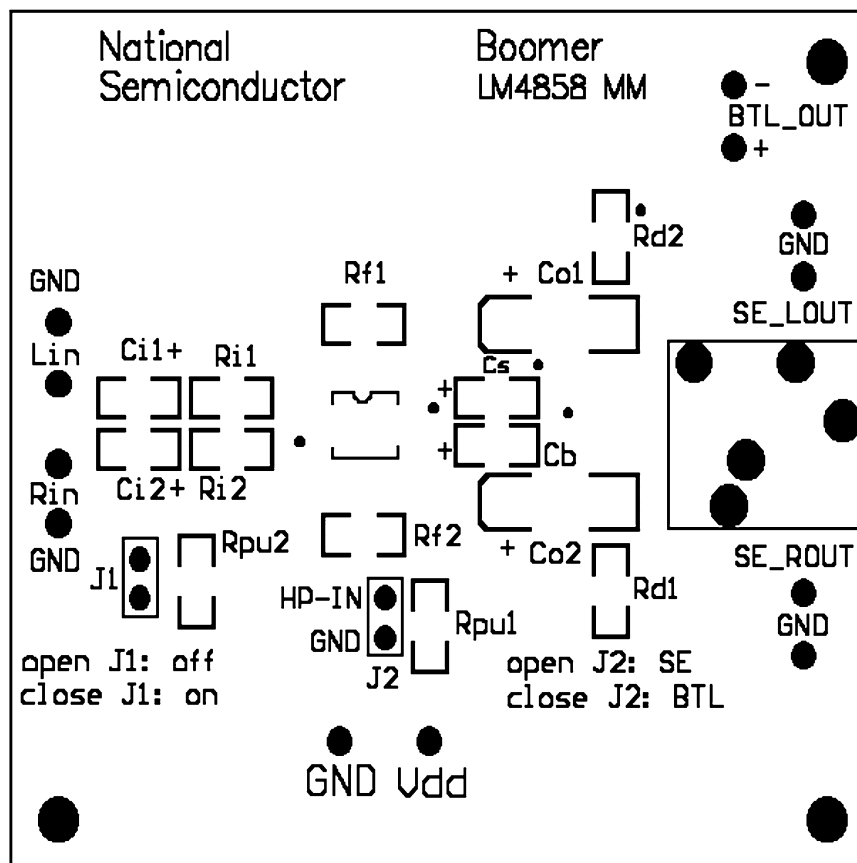 National
Semiconductor
Boomer
LM4858 MM
-
BTL_OUT
+
Rd2
GND
SE_LOUT
GND
Lin
Rin
GND
Ci1+
Ri1
Ci2+
Ri2
Rf1
+ Co1
Cs
+
+
Cb
+ Co2
Rf2
Rpu2
J1
HP-IN
GND
J2
Rpu1
Rd1
SE_ROUT
GND
open J1: off
close J1: on
open J2: SE
close J2: BTL
GND Vdd